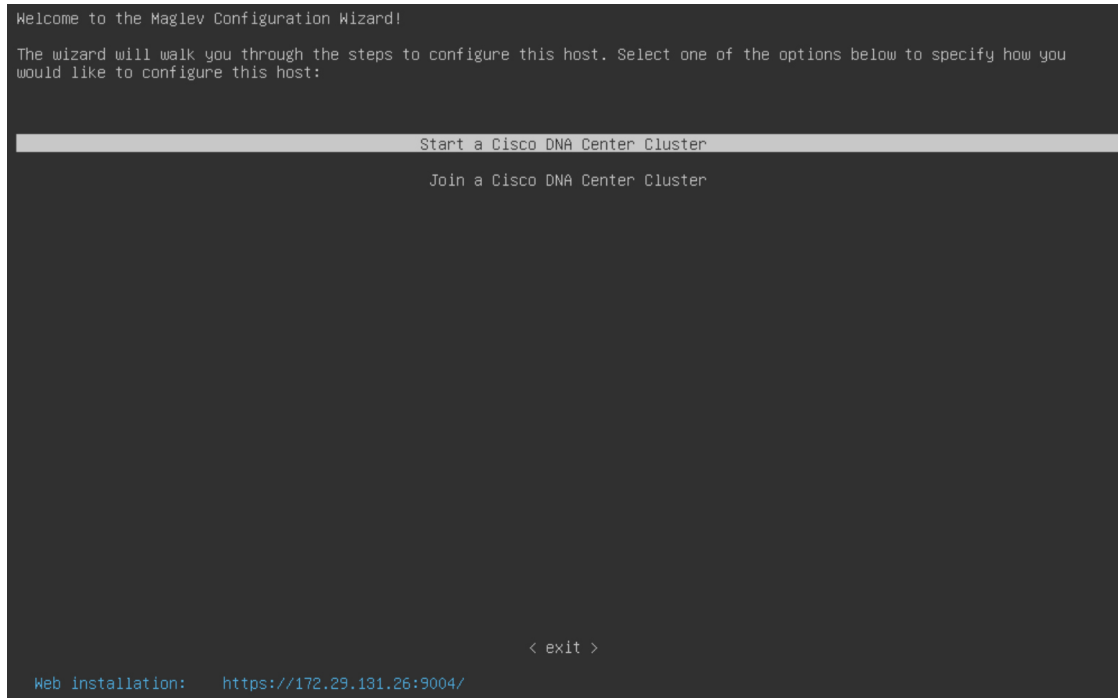 Welcome to the Maglev Configuration Wizard!
The wizard will walk you through the steps to configure this host. Select one of the options below to specify how you
would like to configure this host:
Start a Cisco DNA Center Cluster
Join a Cisco DNA Center Cluster
< exit >
Web installation: https://172.29.131.26:9004/